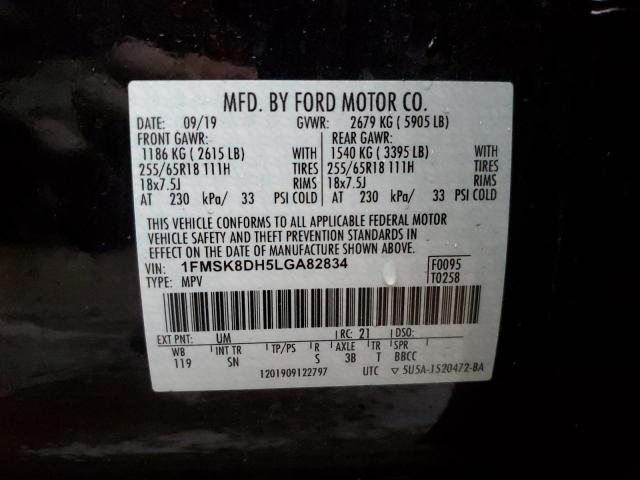 MFD. BY FORD MOTOR CO.
DATE: 09/19 GVWR: 2679 KG ( 5905 LB)
FRONT GAWR: REAR GAWR:
1186 KG ( 2615 LB) WITH 1540 KG ( 3395 LB) WITH
255/65R18 111H TIRES 255/65R18 111H TIRES
18x7.5J RIMS 18x7.5J RIMS
AT 230 kPa/ 33 PSI COLD AT 230 kPa/ 33 PSI COLD
THIS VEHICLE CONFORMS TO ALL APPLICABLE FEDERAL MOTOR
VEHICLE SAFETY AND THEFT PREVENTION STANDARDS IN
EFFECT ON THE DATE OF MANUFACTURE SHOWN ABOVE.
VIN: 1FMSK8DH5LGA82834 F0095
TYPE: MPV T0258
EXT PNT: UM RC: 21 DSO:
WB INT TR TP/PS R AXLE TR SPR
119 SN S 3B T BBCC
1201909122797 UTC ▽ 5U5A-1520472-BA